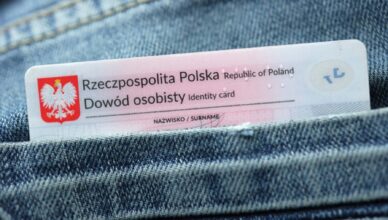 Rzeczpospolita Polska Republic of Poland
Dowód osobisty Identity card
NAZWISKO / SURNAME